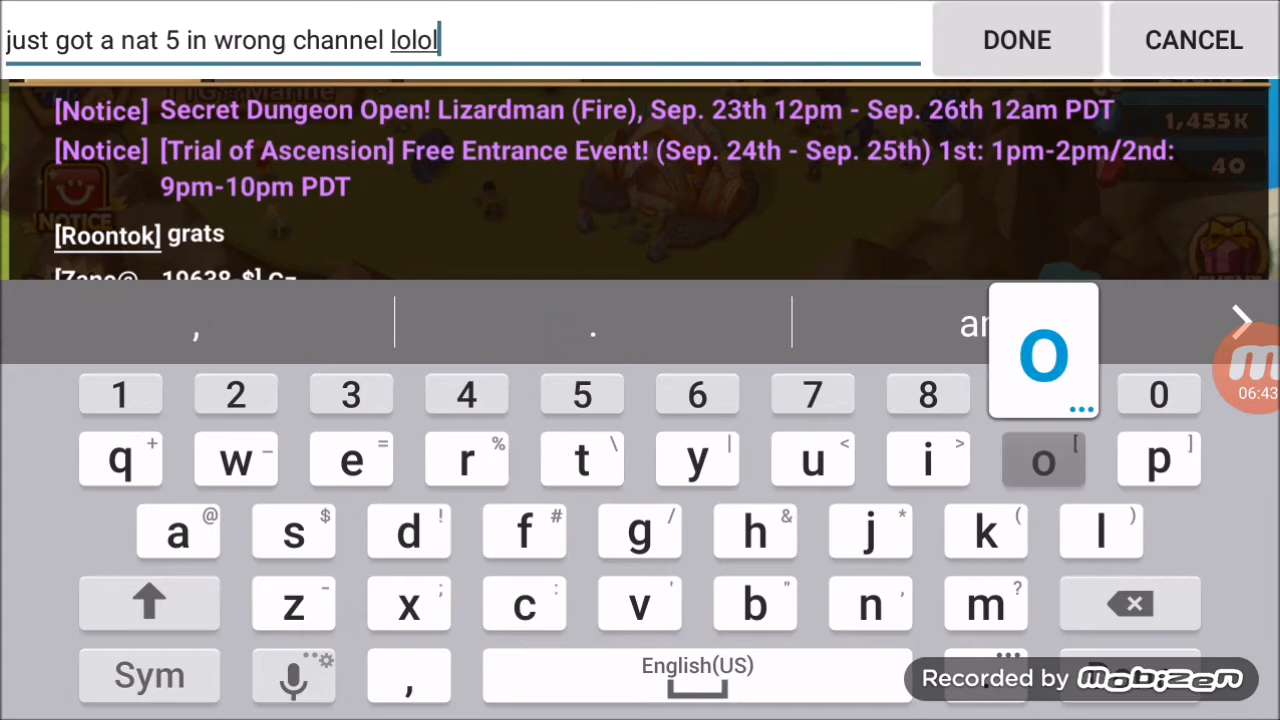 just got a nat 5 in wrong channel lolol
DONE
CANCEL
[Notice] Secret Dungeon Open! Lizardman (Fire), Sep. 23th 12pm - Sep. 26th 12am PDT
[Notice] [Trial of Ascension] Free Entrance Event! (Sep. 24th - Sep. 25th) 1st: 1pm-2pm/2nd:
9pm-10pm PDT
1,455K
40
NOTICE
[Roontok] grats
, . an
06:43
o
1 2 3 4 5 6 7 8 0
q + w – e = r % t \ y | u < i > o [ p ]
a @ s $ d ! f # g / h & j * k ( l )
z - x ; c : v ' b " n , m ?
Sym , English(US)
Recorded by mobizen